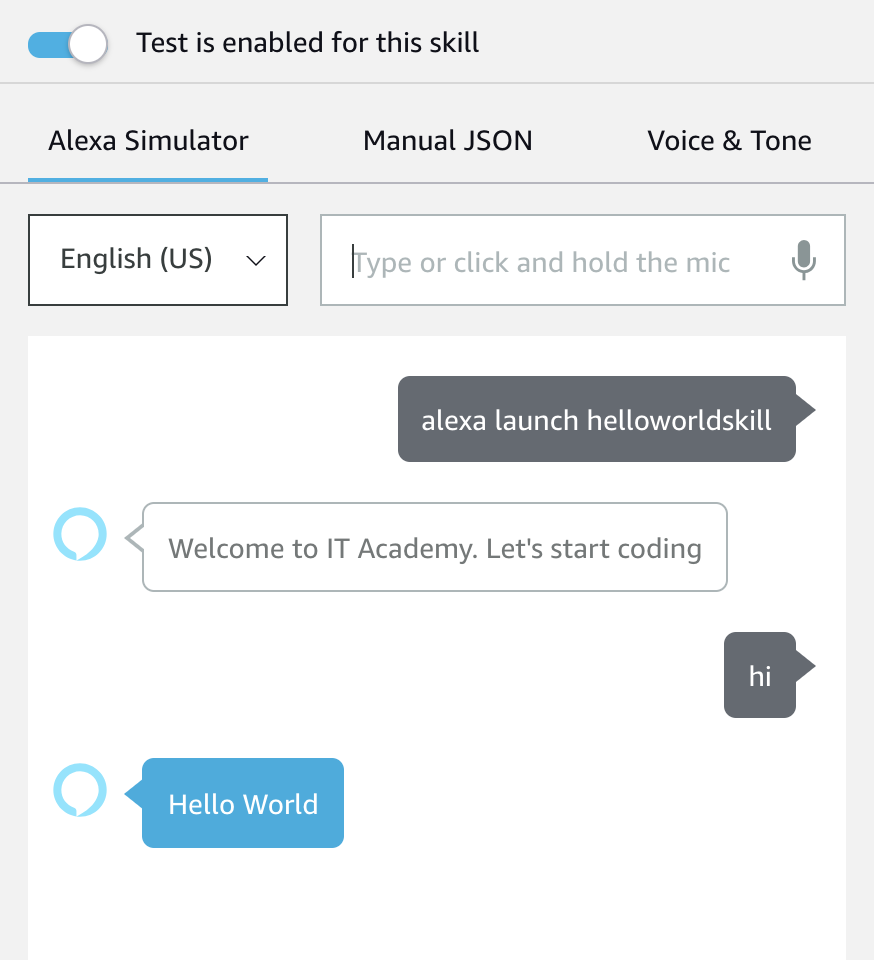 Test is enabled for this skill
Alexa Simulator
Manual JSON
Voice & Tone
English (US)
Type or click and hold the mic
alexa launch helloworldskill
Welcome to IT Academy. Let's start coding
hi
Hello World